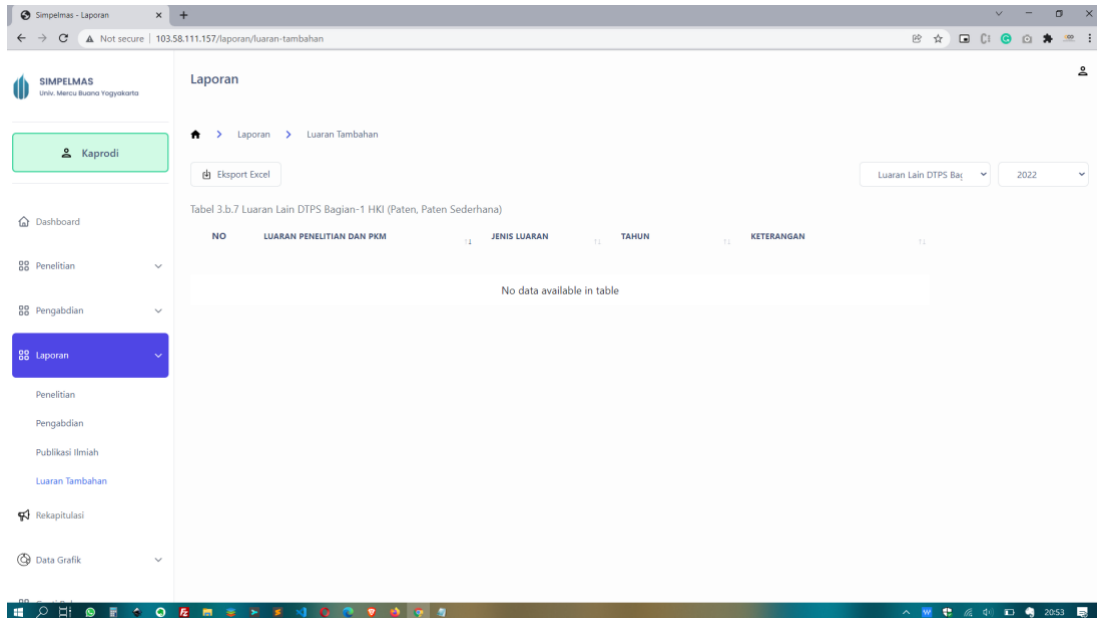 Simpelmas - Laporan
Not secure | 103.58.111.157/laporan/luaran-tambahan
SIMPELMAS
Univ. Mercu Buana Yogyakarta
Laporan
Kaprodi
Laporan
Luaran Tambahan
Eksport Excel
Luaran Lain DTPS Bag
2022
Tabel 3.b.7 Luaran Lain DTPS Bagian-1 HKI (Paten, Paten Sederhana)
NO LUARAN PENELITIAN DAN PKM JENIS LUARAN TAHUN KETERANGAN
No data available in table
Dashboard
Penelitian
Pengabdian
Laporan
Penelitian
Pengabdian
Publikasi Ilmiah
Luaran Tambahan
Rekapitulasi
Data Grafik
20:53